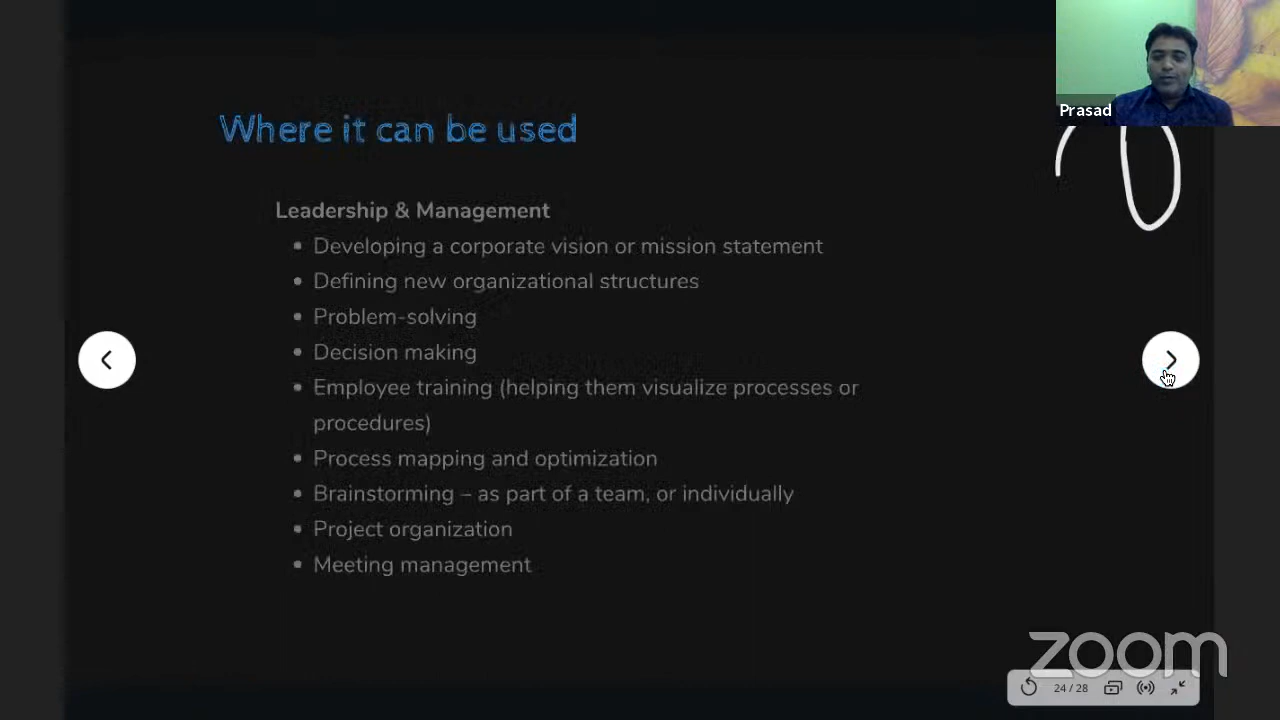 Prasad
Where it can be used
Leadership & Management
• Developing a corporate vision or mission statement
• Defining new organizational structures
• Problem-solving
• Decision making
• Employee training (helping them visualize processes or
procedures)
• Process mapping and optimization
• Brainstorming – as part of a team, or individually
• Project organization
• Meeting management
zoom
24 / 28